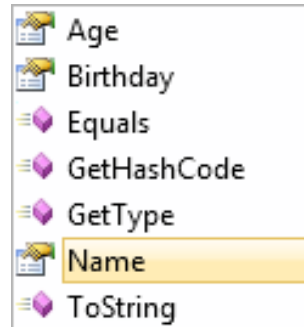 Age
Birthday
Equals
GetHashCode
GetType
Name
ToString